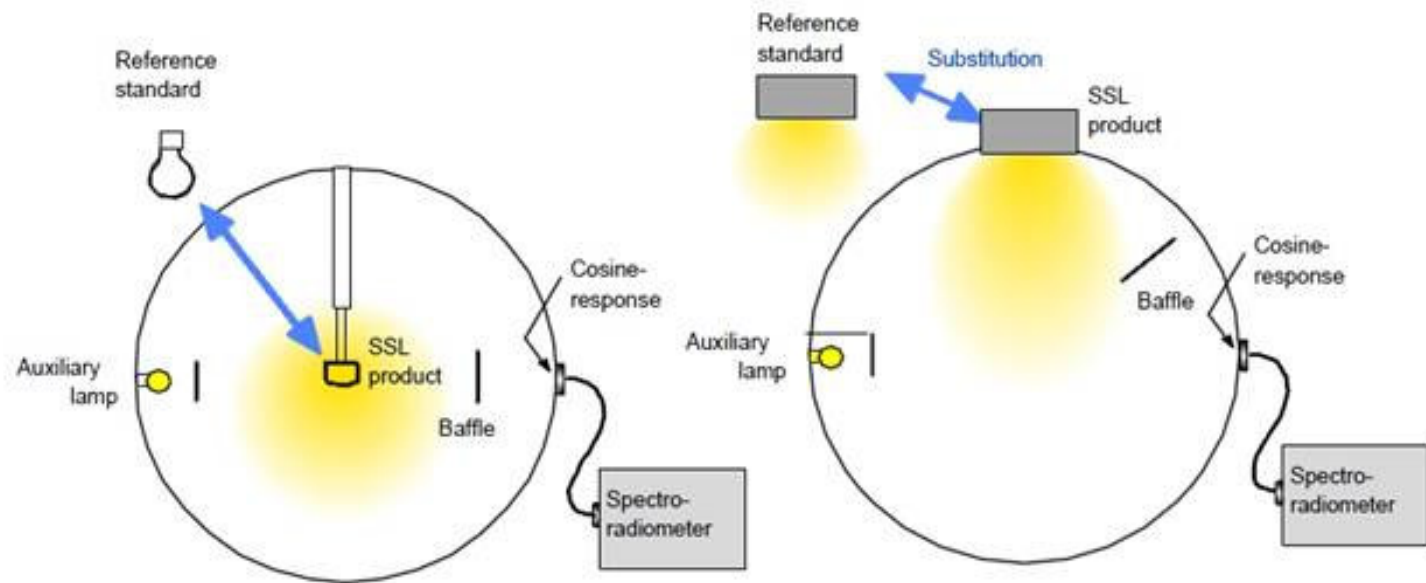 Reference
standard
SSL
product
Auxiliary
lamp
Baffle
Cosine-
response
Spectro-
radiometer
Reference
standard
Substitution
SSL
product
Baffle
Cosine-
response
Auxiliary
lamp
Spectro-
radiometer